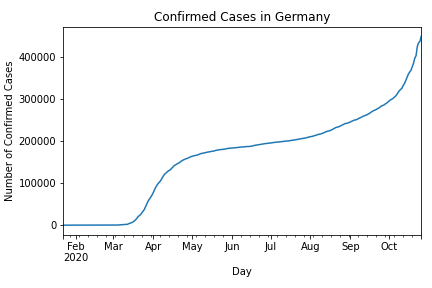 Confirmed Cases in Germany
Number of Confirmed Cases
400000
300000
200000
100000
0
Feb Mar Apr May Jun Jul Aug Sep Oct
2020
Day